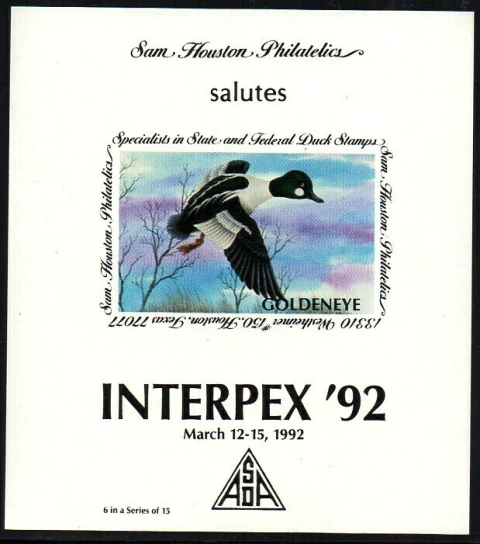 Sam Houston Philatelics
salutes
Specialists in State and Federal Duck Stamps
Sam Houston Philatelics
13310 Westheimer #150, Houston, Texas 77077
Sam Houston Philatelics
GOLDENEYE
INTERPEX '92
March 12-15, 1992
ASDA
6 in a Series of 15